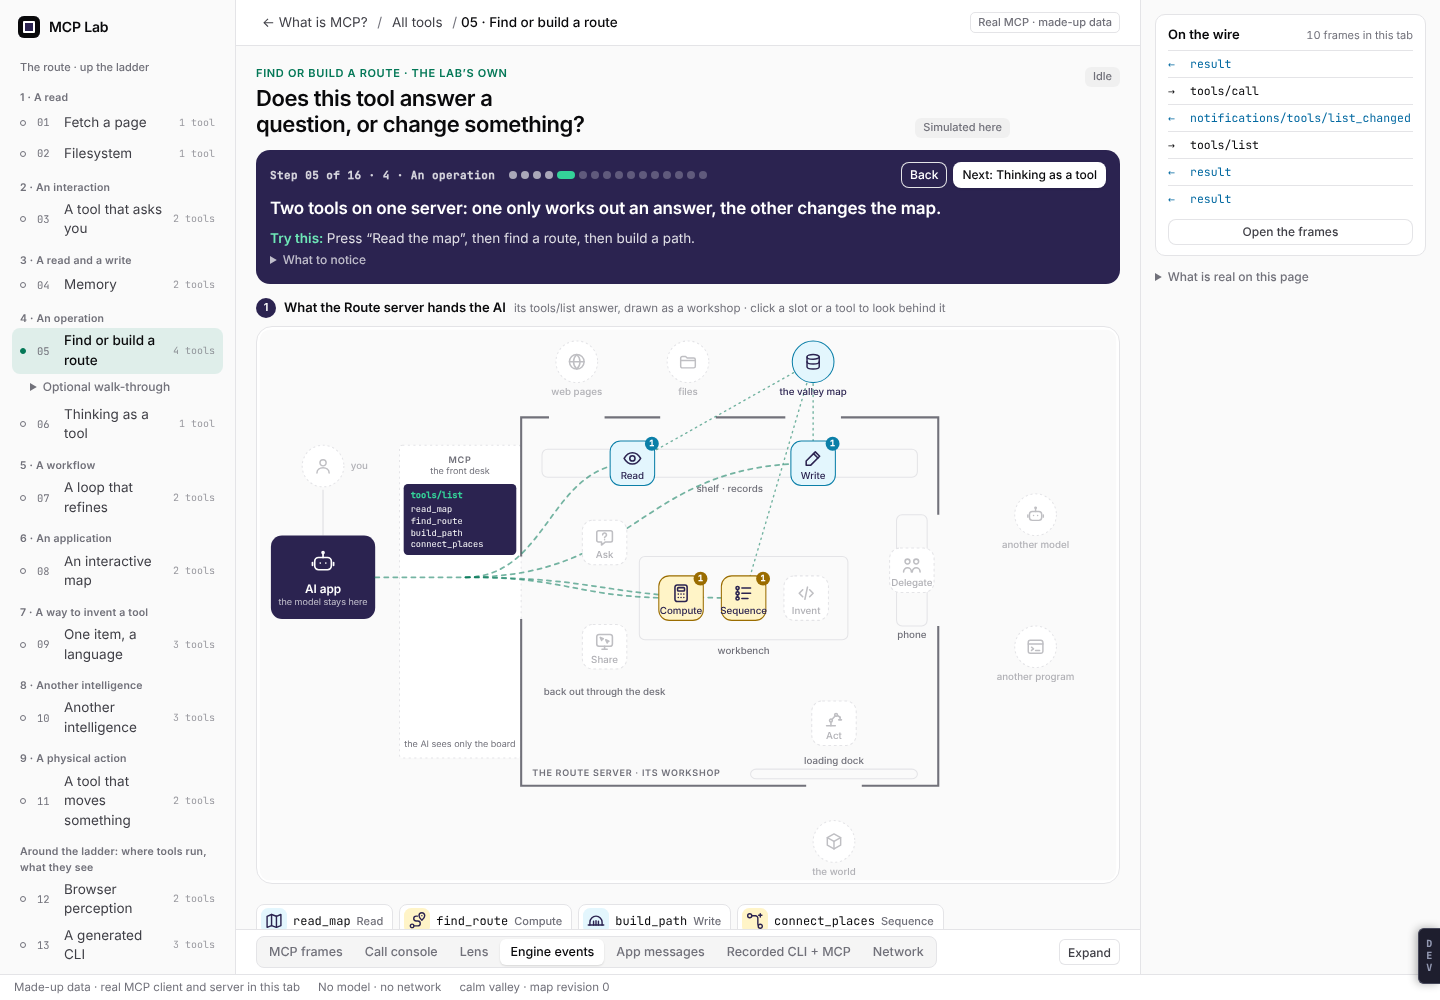 MCP Lab
The route · up the ladder
1 · A read
01 Fetch a page 1 tool
02 Filesystem 1 tool
2 · An interaction
03 A tool that asks you 2 tools
3 · A read and a write
04 Memory 2 tools
4 · An operation
05 Find or build a route 4 tools
Optional walk-through
06 Thinking as a tool 1 tool
5 · A workflow
07 A loop that refines 2 tools
6 · An application
08 An interactive map 2 tools
7 · A way to invent a tool
09 One item, a language 3 tools
8 · Another intelligence
10 Another intelligence 3 tools
9 · A physical action
11 A tool that moves something 2 tools
Around the ladder: where tools run,
what they see
12 Browser perception 2 tools
13 A generated CLI 3 tools
← What is MCP? / All tools / 05 · Find or build a route
Real MCP · made-up data
FIND OR BUILD A ROUTE · THE LAB'S OWN
Idle
Does this tool answer a
question, or change something?
Simulated here
Step 05 of 16 · 4 · An operation
Back
Next: Thinking as a tool
Two tools on one server: one only works out an answer, the other changes the map.
Try this: Press “Read the map”, then find a route, then build a path.
What to notice
1 What the Route server hands the AI its tools/list answer, drawn as a workshop · click a slot or a tool to look behind it
web pages
files
the valley map
you
MCP
the front desk
tools/list
read_map
find_route
build_path
connect_places
AI app
the model stays here
the AI sees only the board
1
Read
1
Write
shelf · records
Ask
1
Compute
1
Sequence
Invent
workbench
Share
back out through the desk
Delegate
phone
another model
another program
Act
loading dock
THE ROUTE SERVER · ITS WORKSHOP
the world
read_map Read
find_route Compute
build_path Write
connect_places Sequence
MCP frames
Call console
Lens
Engine events
App messages
Recorded CLI + MCP
Network
Expand
On the wire
10 frames in this tab
← result
→ tools/call
← notifications/tools/list_changed
→ tools/list
← result
← result
Open the frames
What is real on this page
DEV
Made-up data · real MCP client and server in this tab
No model · no network
calm valley · map revision 0